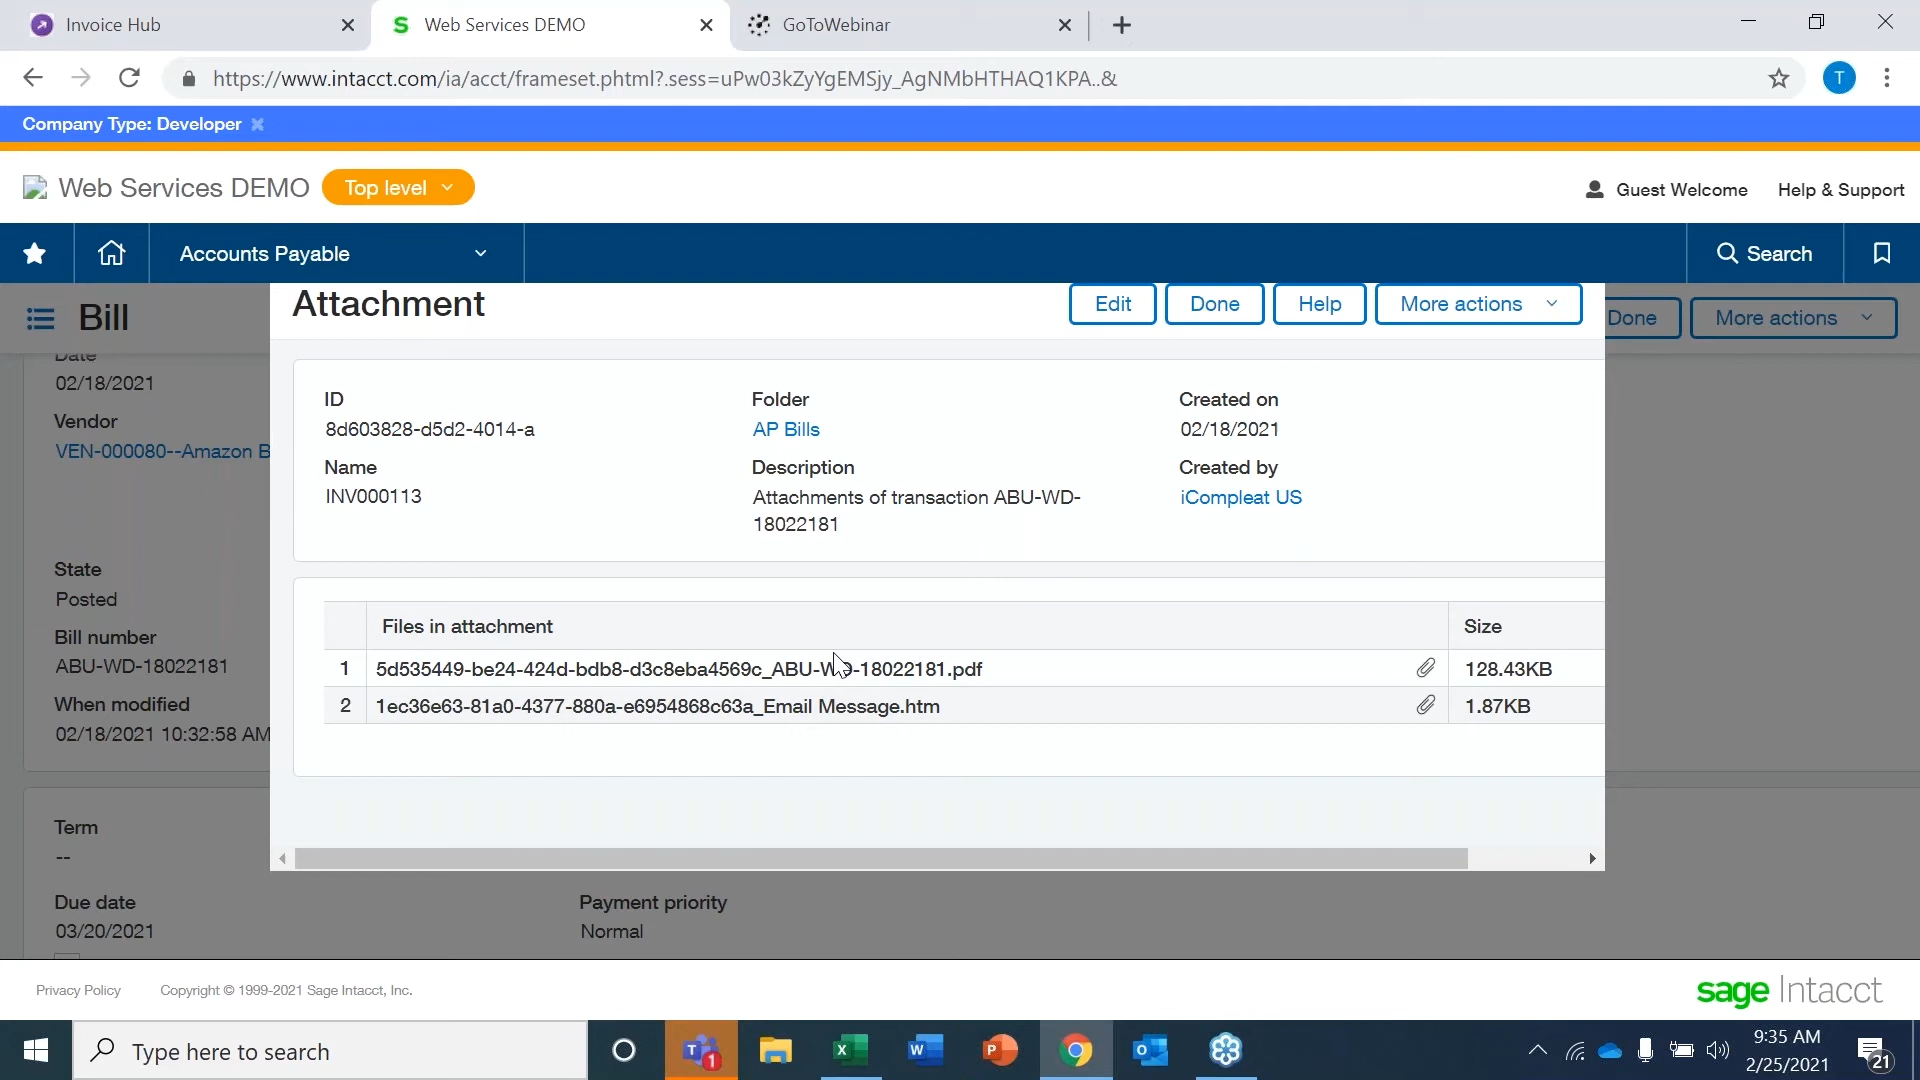 Invoice Hub
Web Services DEMO
GoToWebinar
https://www.intacct.com/ia/acct/frameset.phtml?.sess=uPw03kZyYgEMSjy_AgNMbHTHAQ1KPA..&
T
Company Type: Developer
Web Services DEMO
Top level
Guest Welcome
Help & Support
Accounts Payable
Search
Bill
Done
More actions
Attachment
Edit
Done
Help
More actions
Date
02/18/2021
Vendor
VEN-000080--Amazon B
State
Posted
Bill number
ABU-WD-18022181
When modified
02/18/2021 10:32:58 AM
Term
--
Due date
03/20/2021
Payment priority
Normal
ID
8d603828-d5d2-4014-a
Name
INV000113
Folder
AP Bills
Description
Attachments of transaction ABU-WD-
18022181
Created on
02/18/2021
Created by
iCompleat US
Files in attachment
Size
1
5d535449-be24-424d-bdb8-d3c8eba4569c_ABU-WD-18022181.pdf
128.43KB
2
1ec36e63-81a0-4377-880a-e6954868c63a_Email Message.htm
1.87KB
Privacy Policy
Copyright © 1999-2021 Sage Intacct, Inc.
sage Intacct
Type here to search
9:35 AM
2/25/2021
21